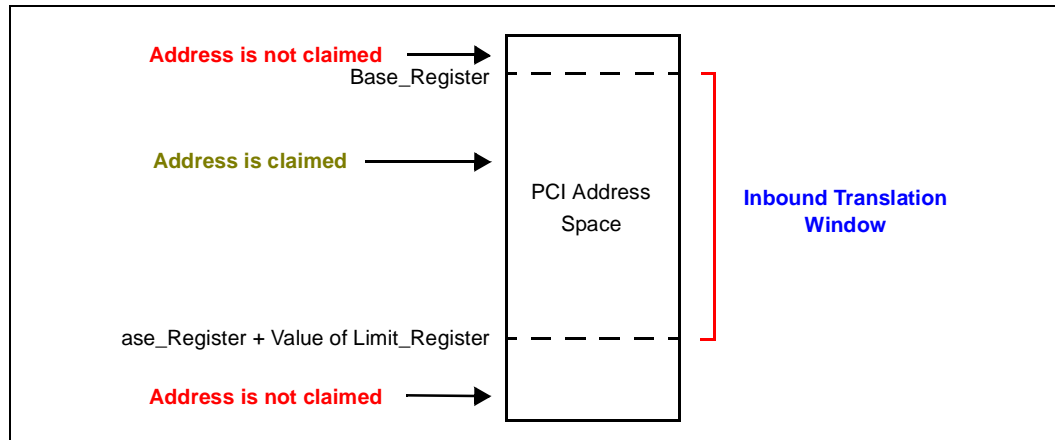 Address is not claimed
Base_Register
Address is claimed
PCI Address
Space
Inbound Translation
Window
ase_Register + Value of Limit_Register
Address is not claimed